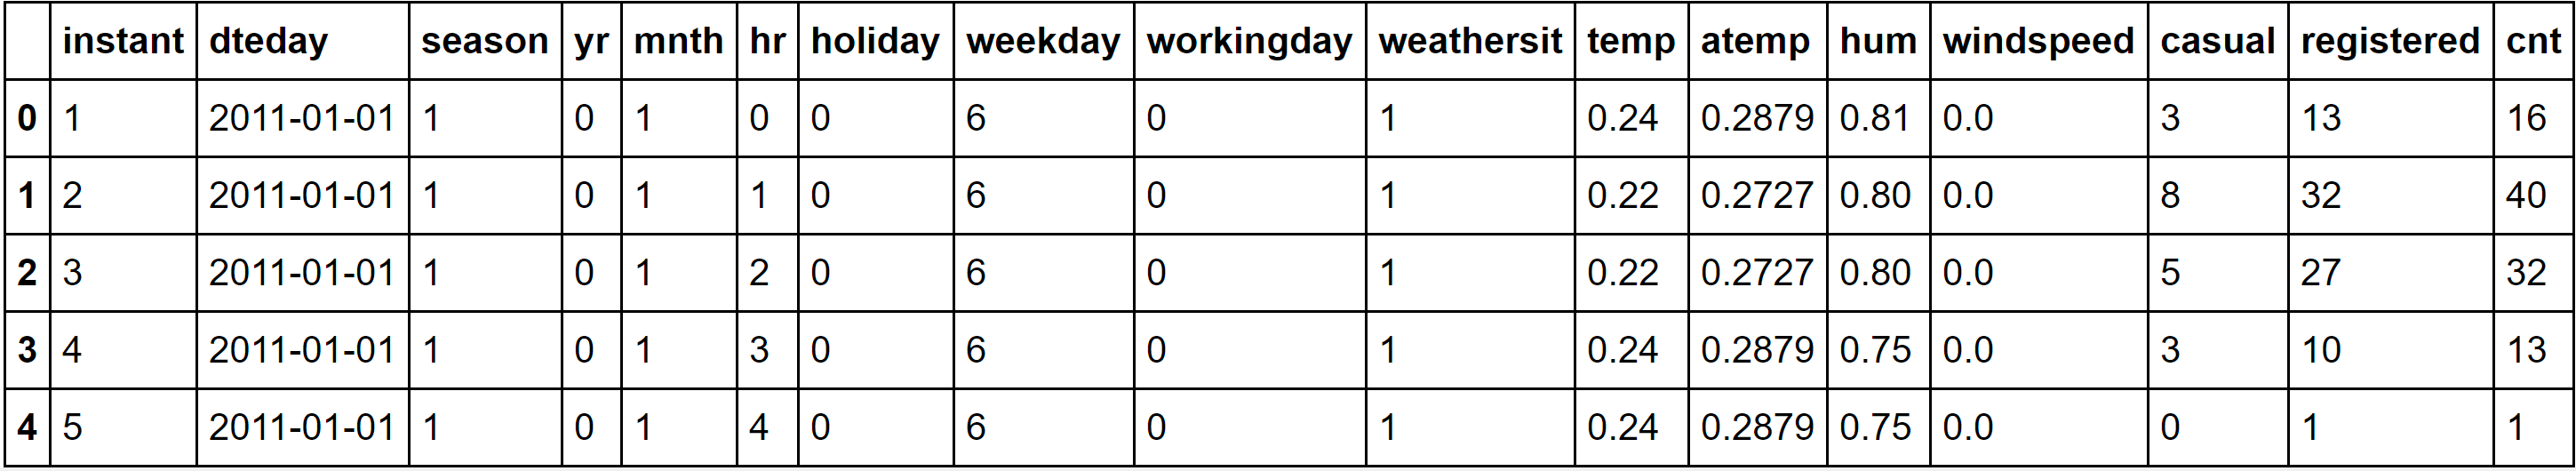 instant dteday season yr mnth hr holiday weekday workingday weathersit temp atemp hum windspeed casual registered cnt
0 1 2011-01-01 1 0 1 0 0 6 0 1 0.24 0.2879 0.81 0.0 3 13 16
1 2 2011-01-01 1 0 1 1 0 6 0 1 0.22 0.2727 0.80 0.0 8 32 40
2 3 2011-01-01 1 0 1 2 0 6 0 1 0.22 0.2727 0.80 0.0 5 27 32
3 4 2011-01-01 1 0 1 3 0 6 0 1 0.24 0.2879 0.75 0.0 3 10 13
4 5 2011-01-01 1 0 1 4 0 6 0 1 0.24 0.2879 0.75 0.0 0 1 1